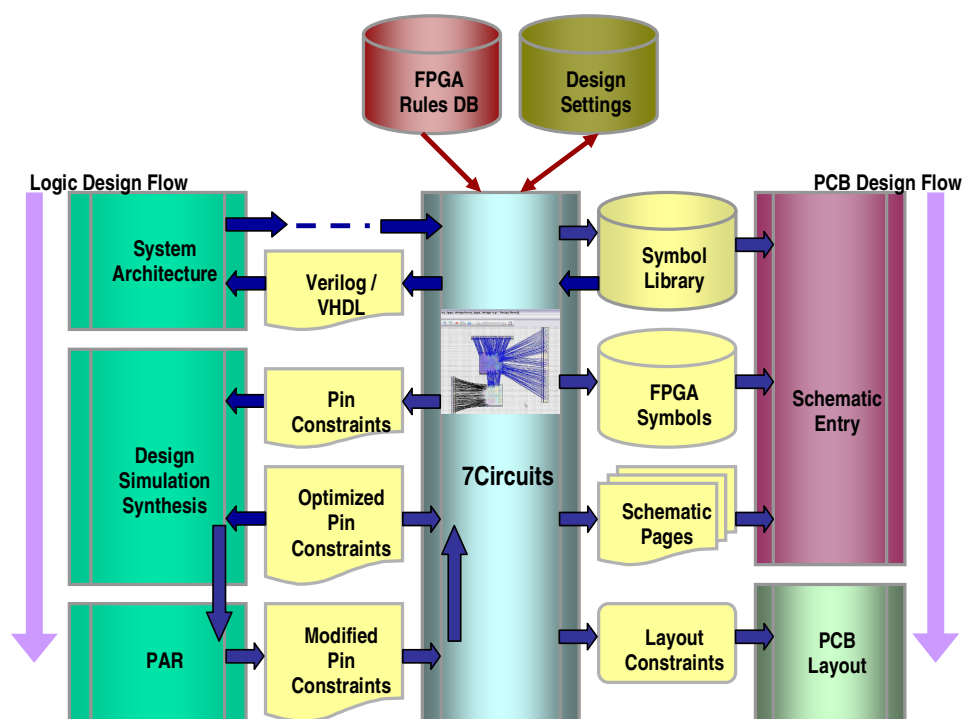 FPGA
Rules DB
Design
Settings
Logic Design Flow
PCB Design Flow
System
Architecture
Verilog /
VHDL
Symbol
Library
Pin
Constraints
FPGA
Symbols
Schematic
Entry
Design
Simulation
Synthesis
Optimized
Pin
Constraints
7Circuits
Schematic
Pages
PAR
Modified
Pin
Constraints
Layout
Constraints
PCB
Layout